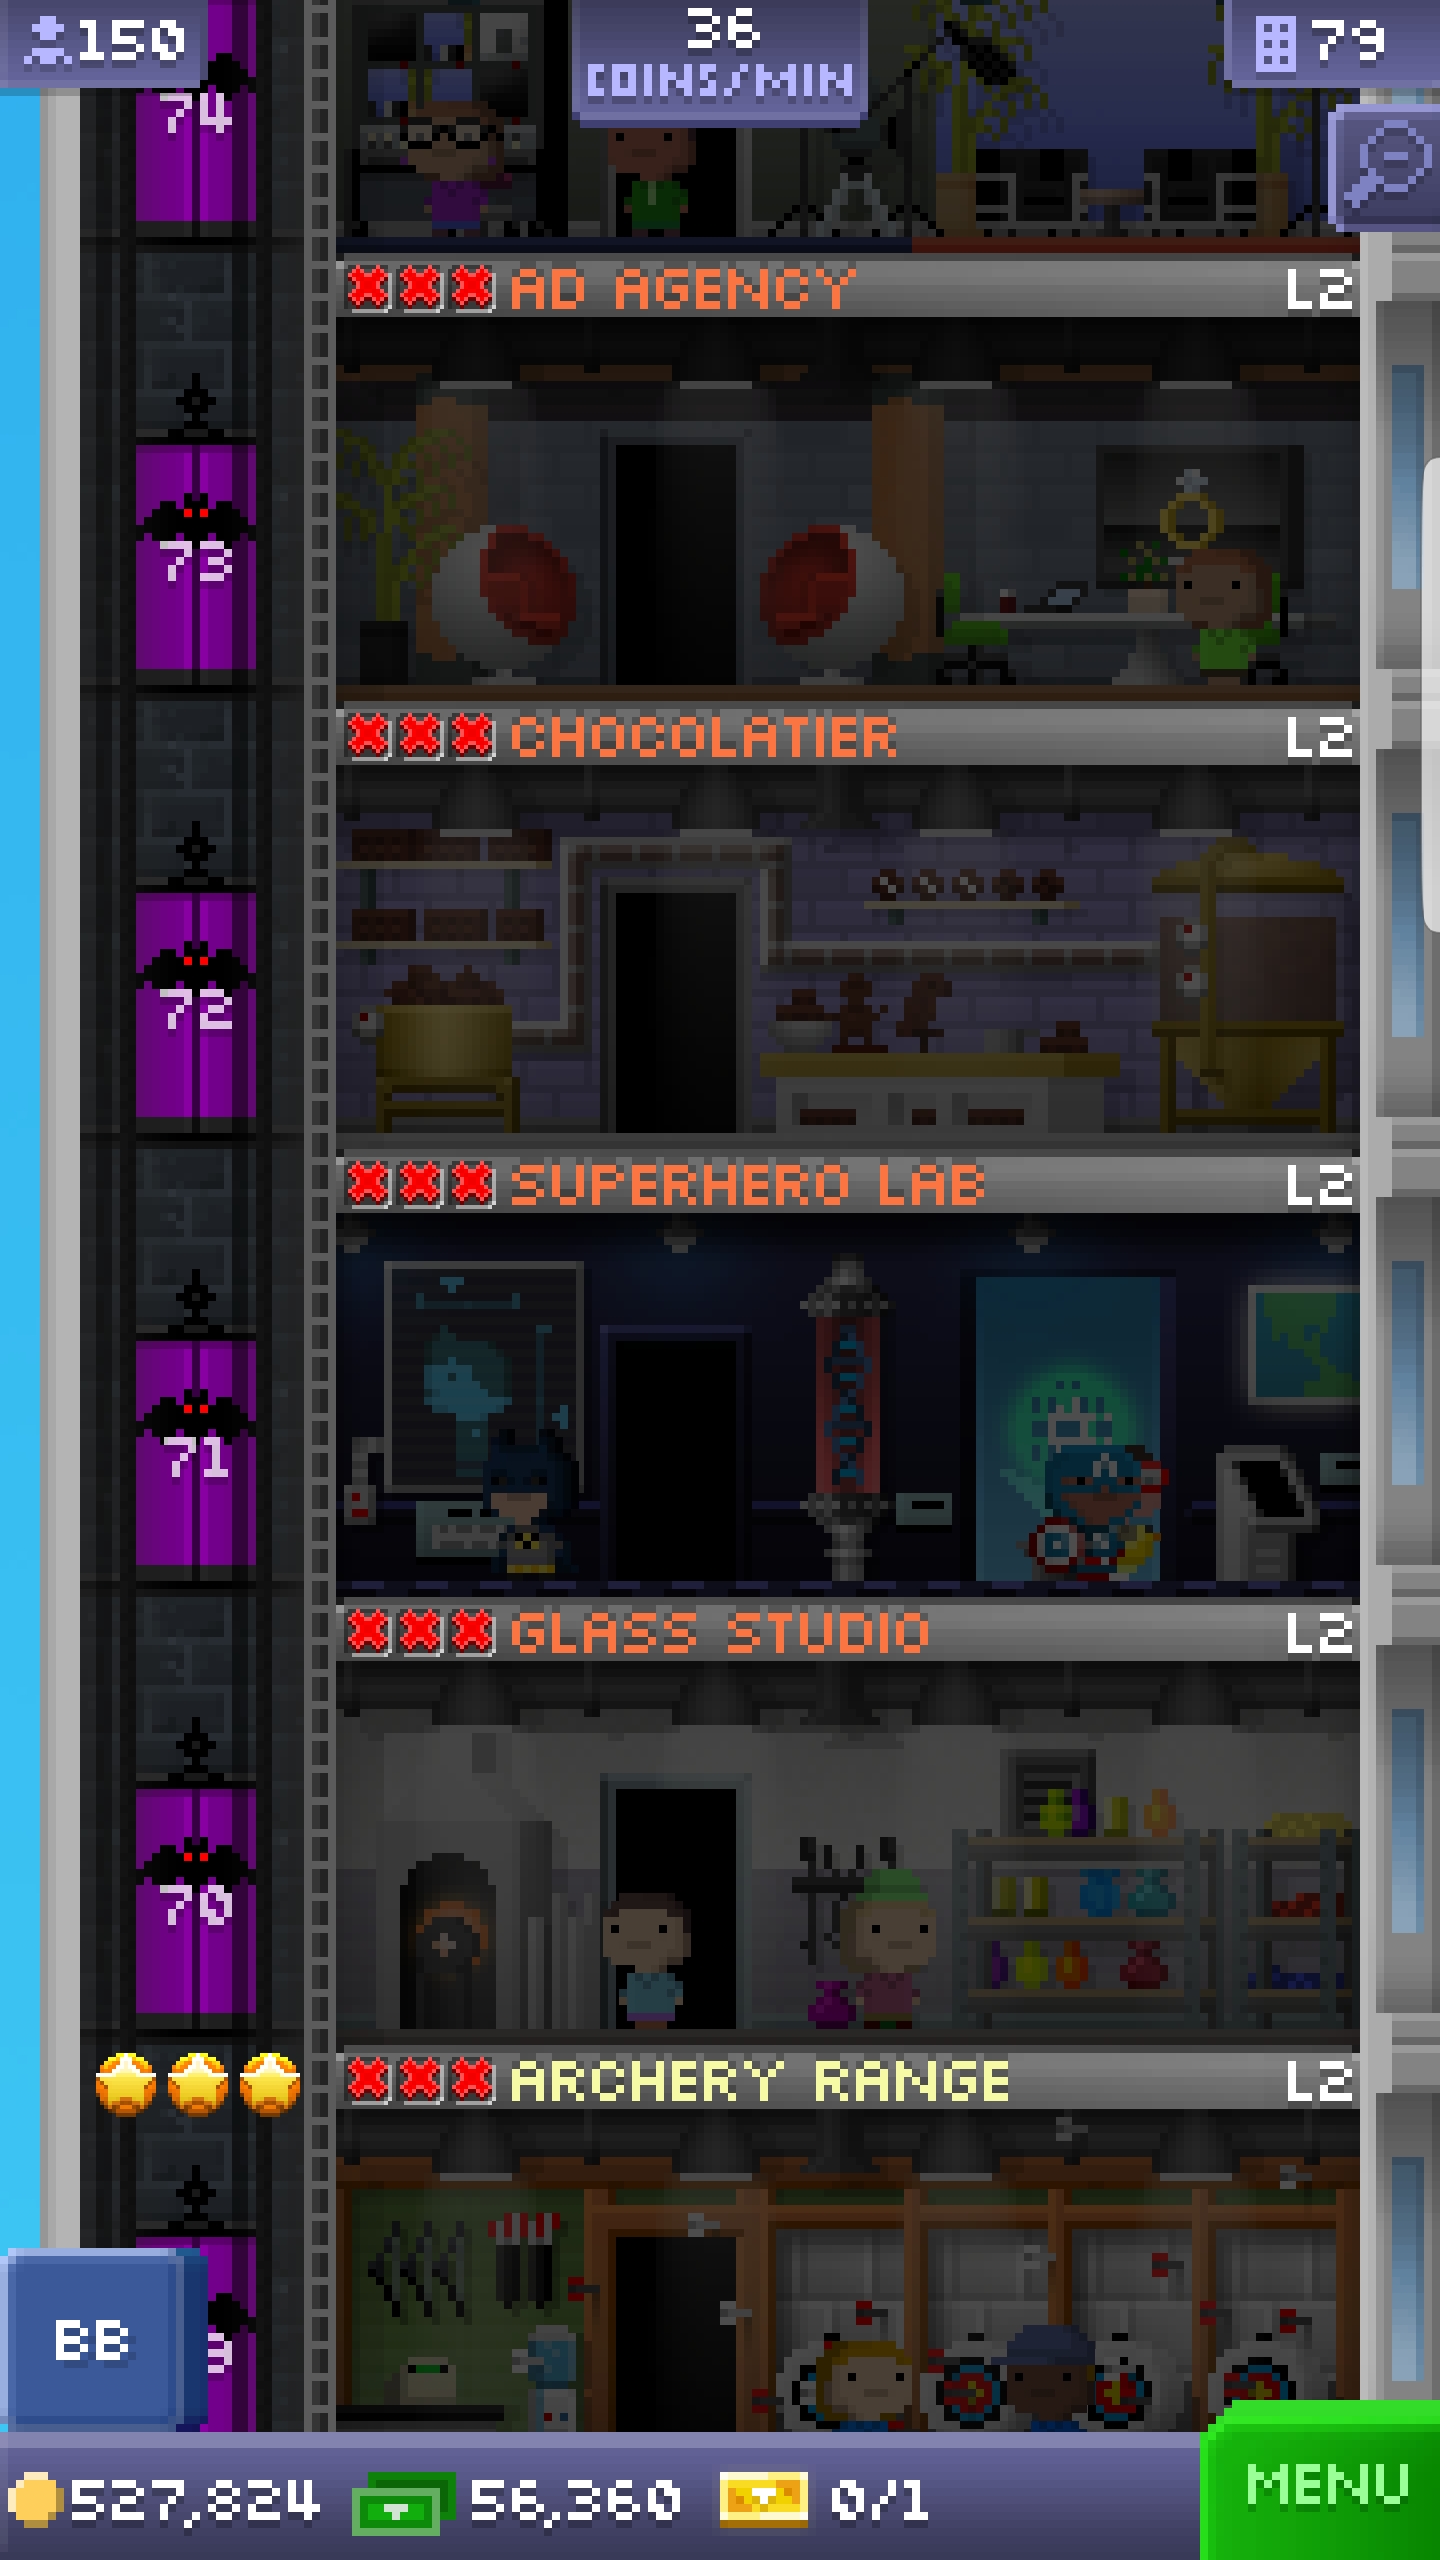 150
36
COINS/MIN
79
74
AD AGENCY L2
73
CHOCOLATIER L2
72
SUPERHERO LAB L2
71
GLASS STUDIO L2
70
ARCHERY RANGE L2
BB
527,824 56,360 0/1
MENU